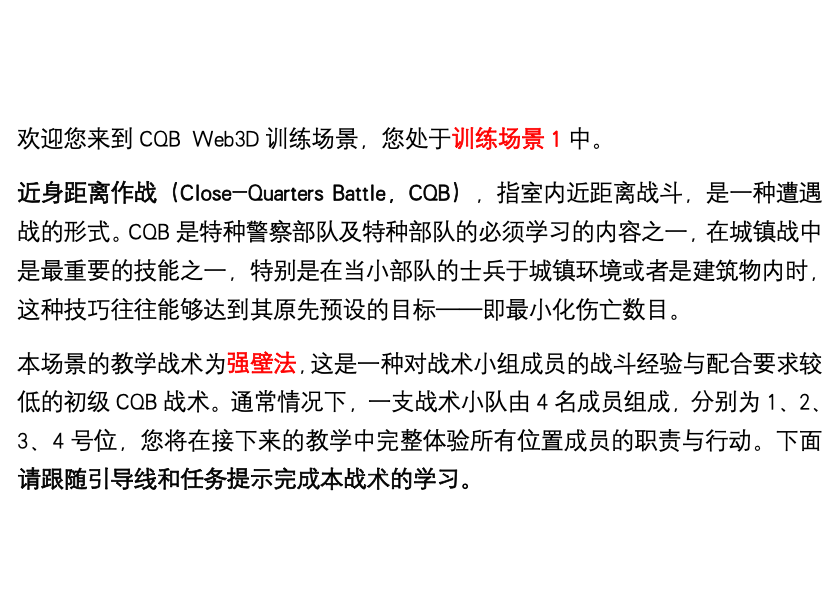 欢迎您来到 CQB Web3D 训练场景，您处于训练场景 1 中。
近身距离作战（Close—Quarters Battle，CQB），指室内近距离战斗，是一种遭遇
战的形式。CQB 是特种警察部队及特种部队的必须学习的内容之一，在城镇战中
是最重要的技能之一，特别是在当小部队的士兵于城镇环境或者是建筑物内时，
这种技巧往往能够达到其原先预设的目标——即最小化伤亡数目。
本场景的教学战术为强壁法，这是一种对战术小组成员的战斗经验与配合要求较
低的初级 CQB 战术。通常情况下，一支战术小队由 4 名成员组成，分别为 1、2、
3、4 号位，您将在接下来的教学中完整体验所有位置成员的职责与行动。下面
请跟随引导线和任务提示完成本战术的学习。